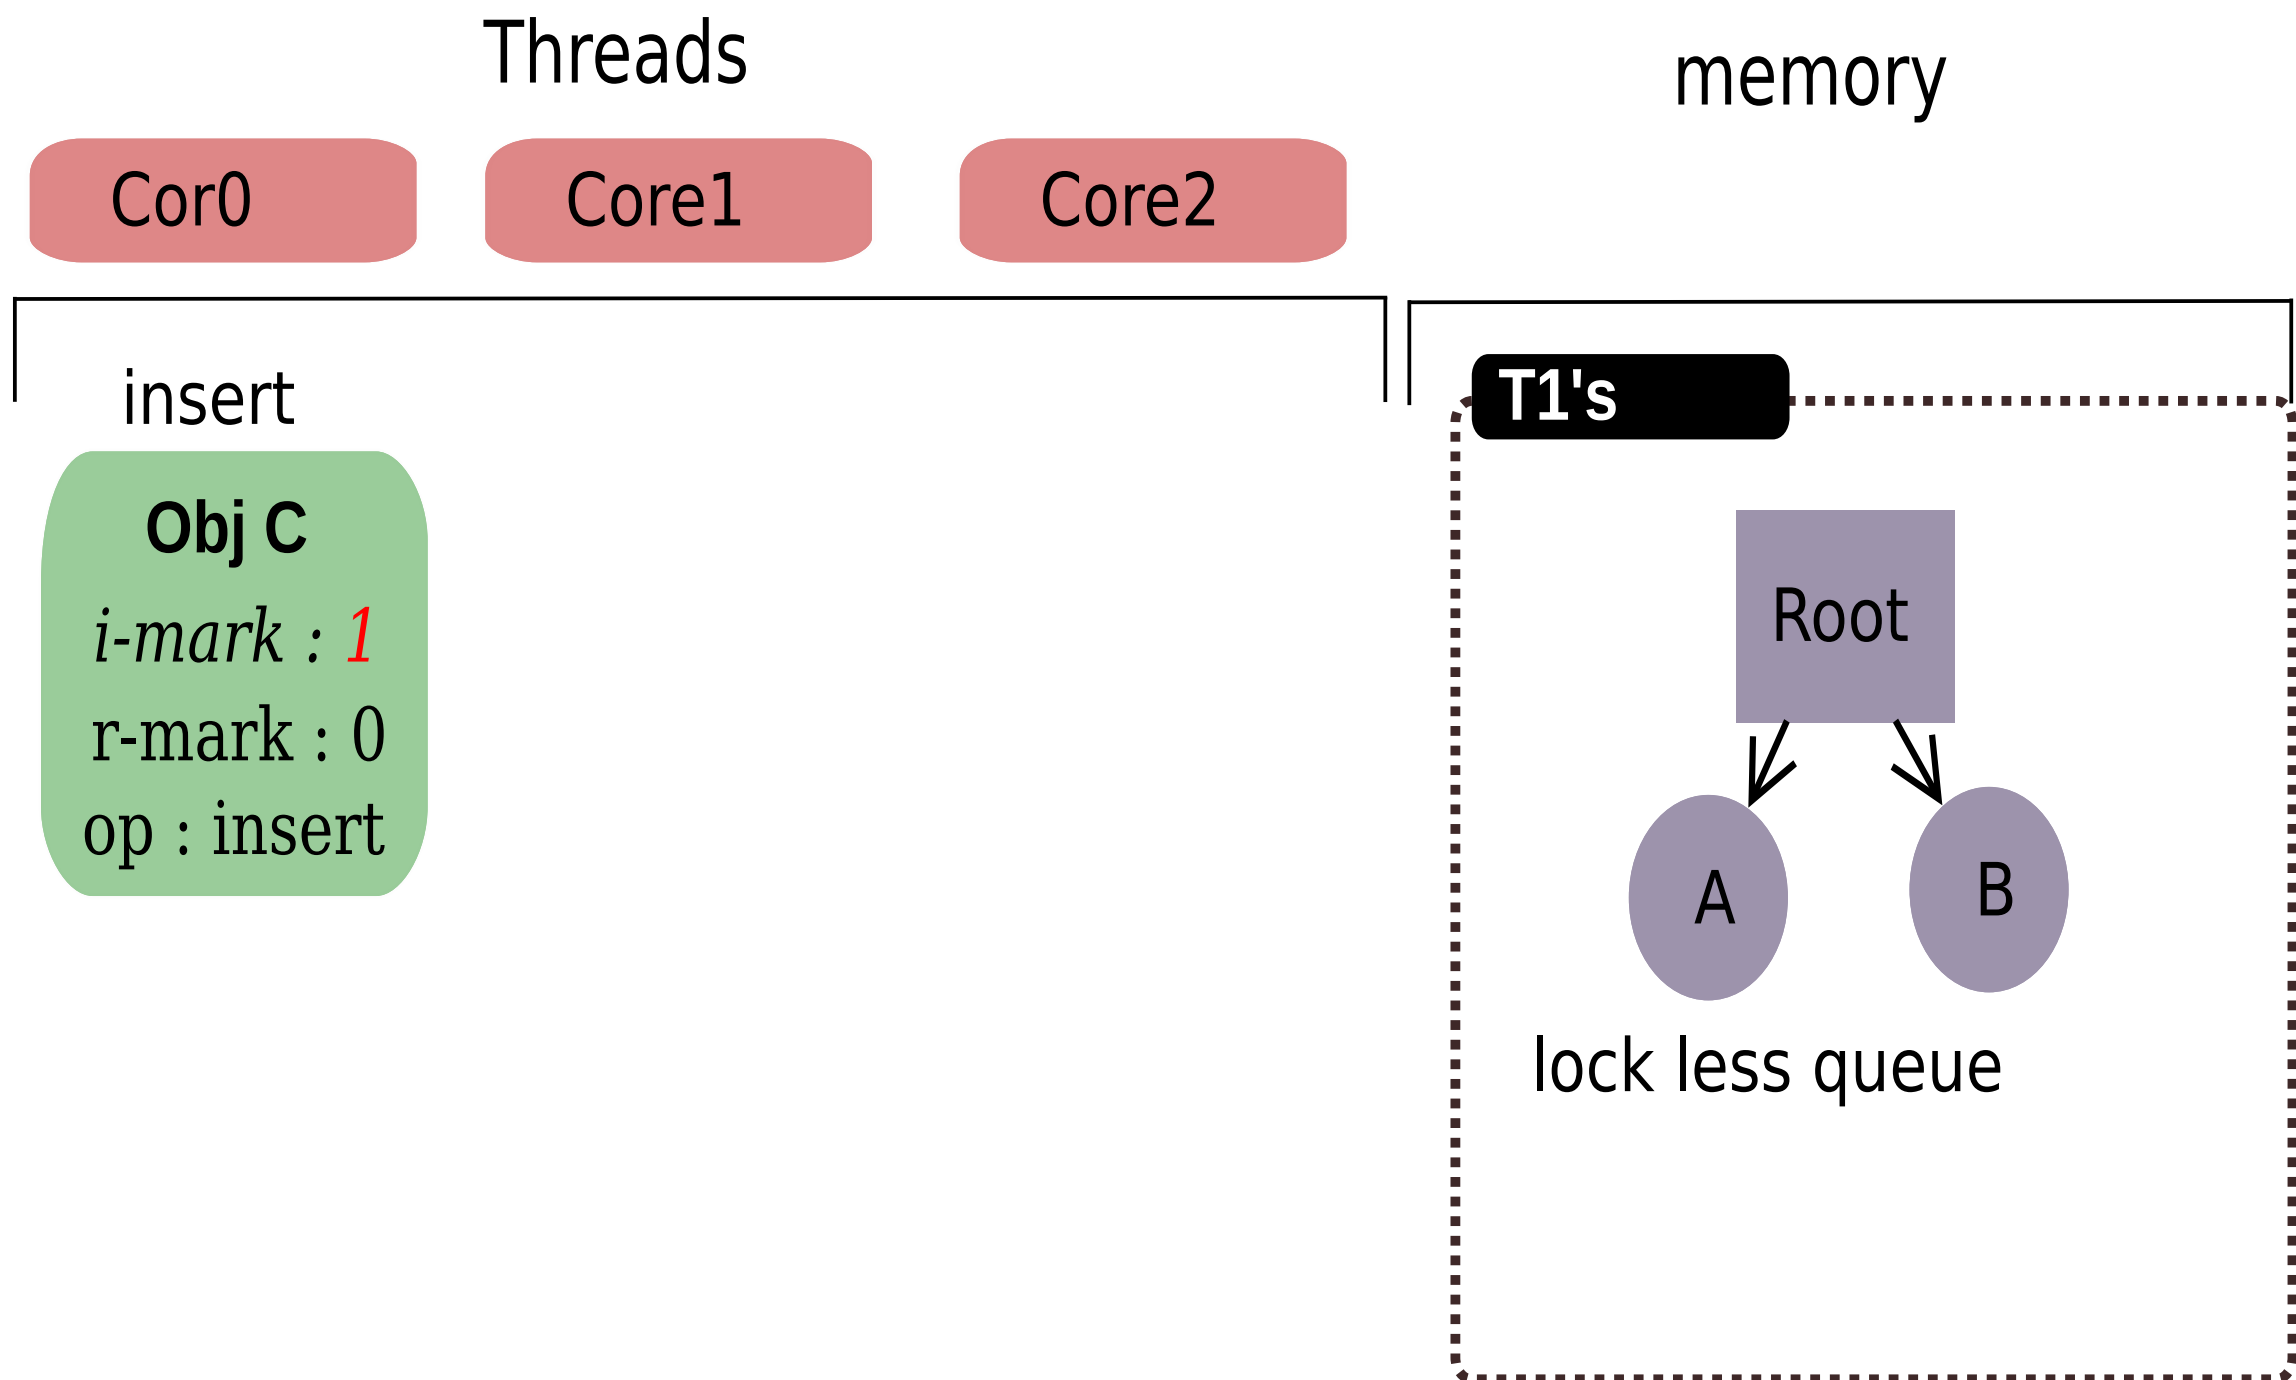 Threads
memory
Cor0
Core1
Core2
insert
T1's
Obj C
i-mark : 1
r-mark : 0
op : insert
Root
A
B
lock less queue